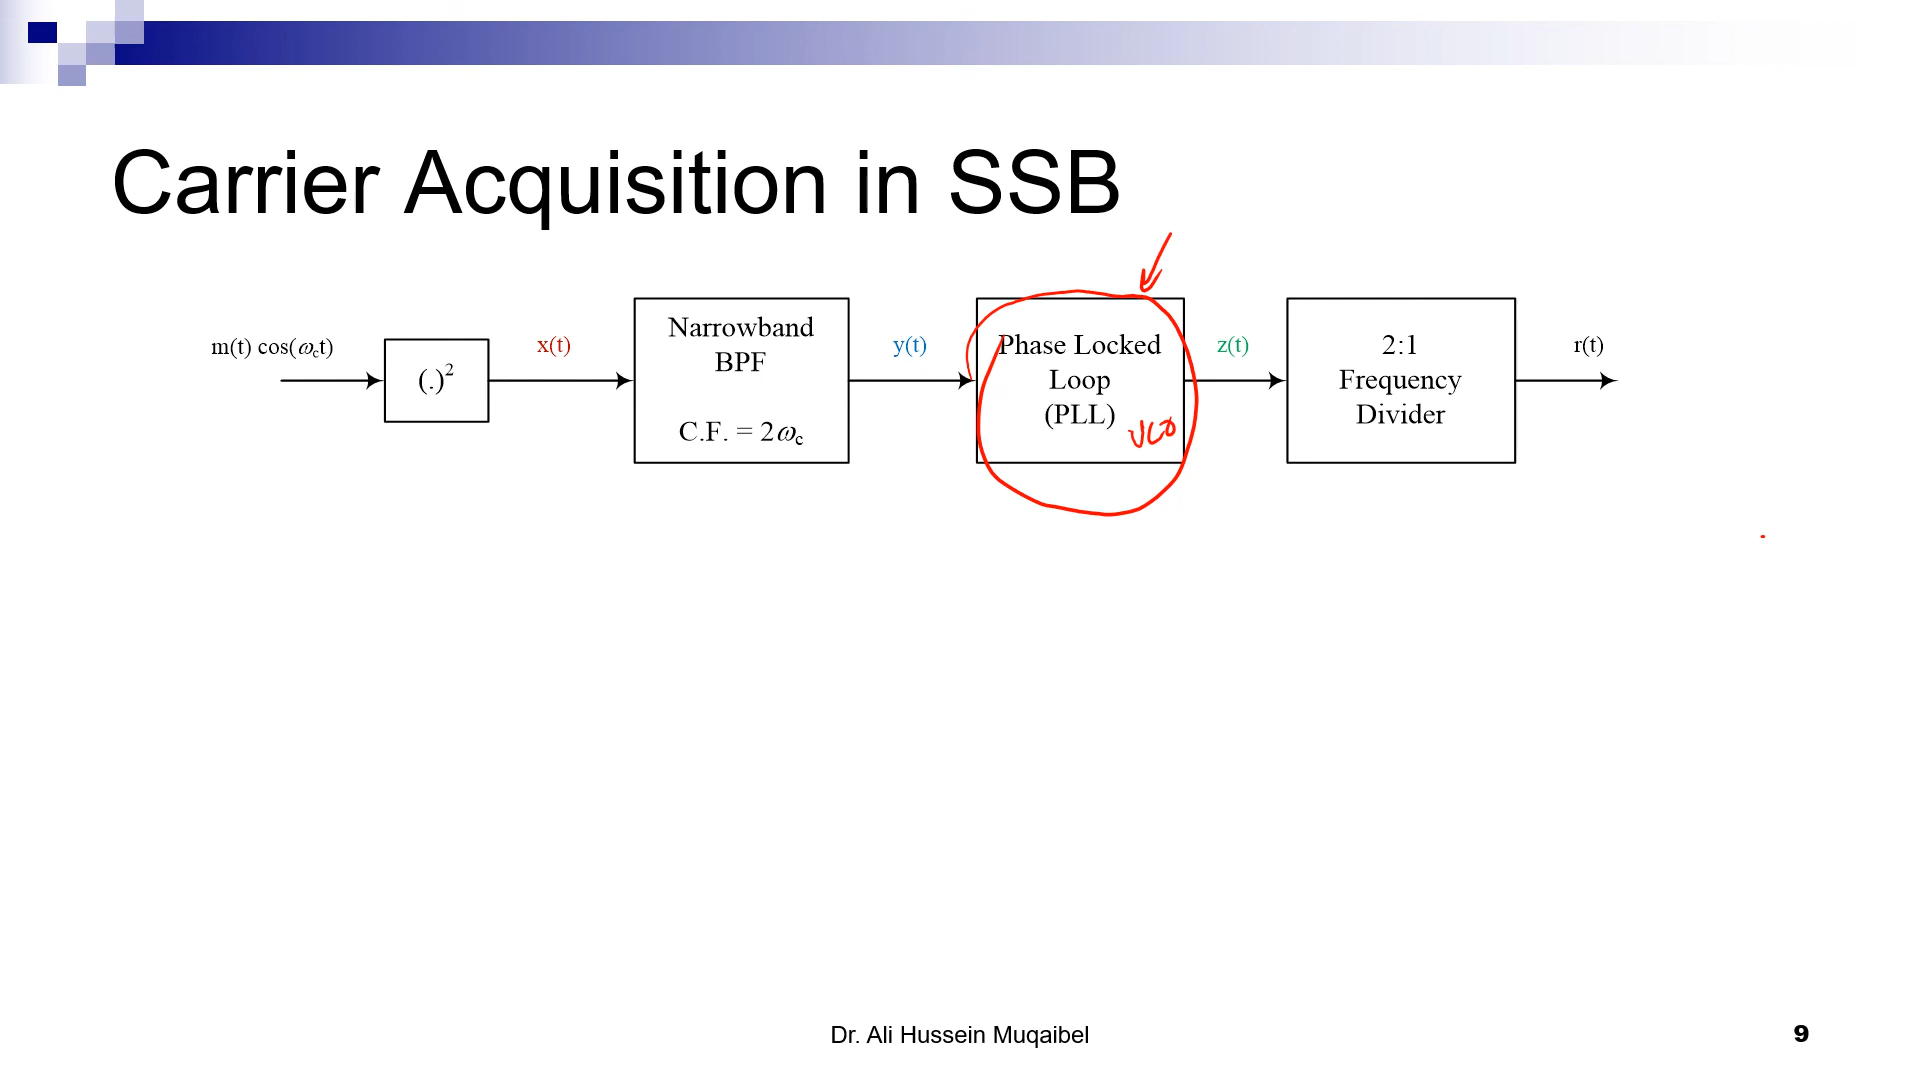 Carrier Acquisition in SSB
m(t) cos(ωct)
(.)2
x(t)
Narrowband
BPF
C.F. = 2ωc
y(t)
Phase Locked
Loop
(PLL)
VCO
z(t)
2:1
Frequency
Divider
r(t)
Dr. Ali Hussein Muqaibel
9